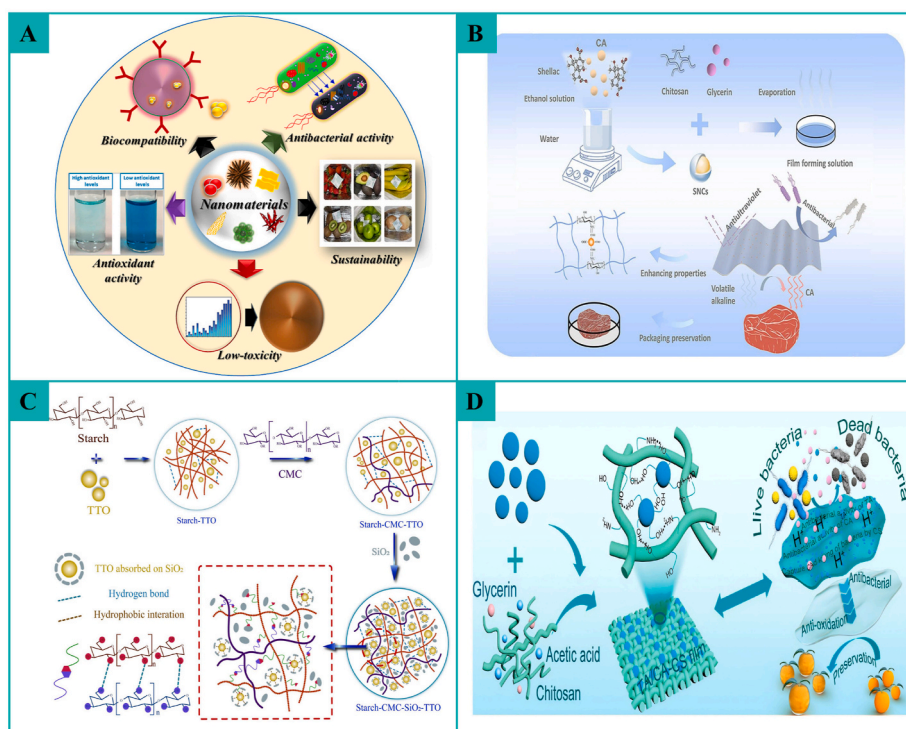 A
Biocompatibility
Antibacterial activity
High antioxidant
levels
Low antioxidant
levels
Nanomaterials
Antioxidant
activity
Sustainability
Low-toxicity
B
CA
Shellac
Ethanol solution
Water
Chitosan
Glycerin
Evaporation
+
SNCs
Film forming solution
Antiultraviolet
Antibacterial
Enhancing properties
Volatile
alkaline
CA
Packaging preservation
C
Starch
+
TTO
Starch-TTO
CMC
Starch-CMC-TTO
SiO₂
TTO absorbed on SiO₂
Hydrogen bond
Hydrophobic interation
Starch-CMC-SiO₂-TTO
D
+
Glycerin
Acetic acid
Chitosan
Llive bacteria
Dead bacteria
H⁺
H⁺
H⁺
H⁺
Antibacterial
Anti-oxidation
Preservation